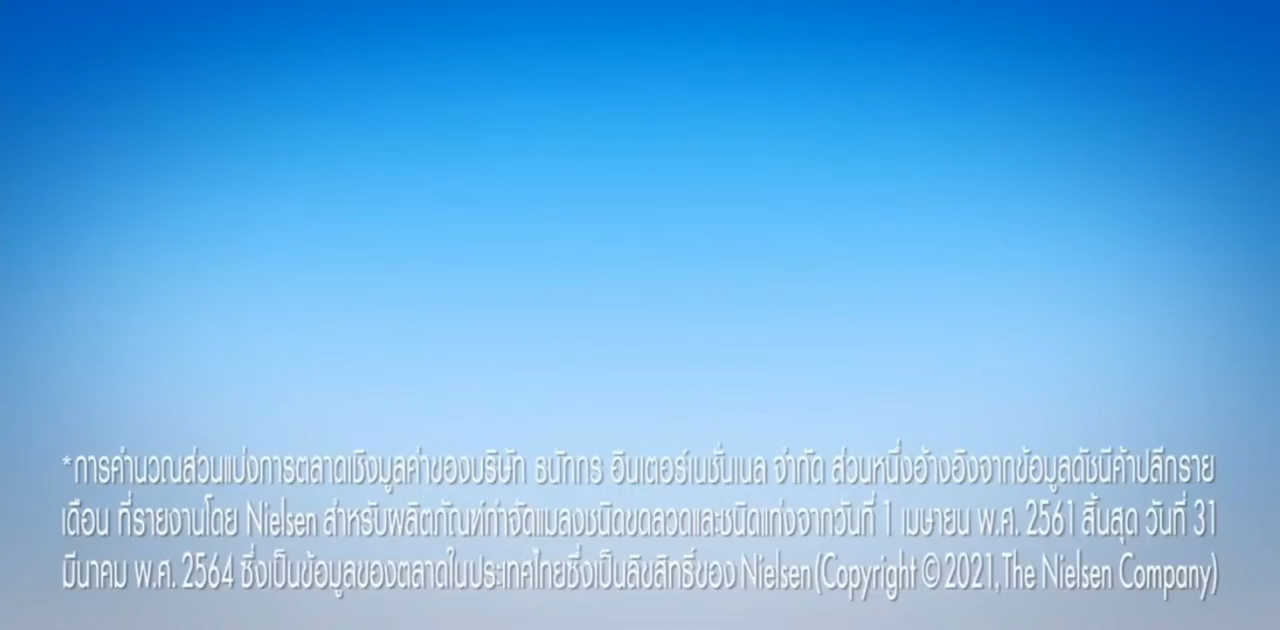 *การคำนวณส่วนแบ่งการตลาดเชิงมูลค่าของบริษัท ธนัทกร อินเตอร์เนชั่นเนล จำกัด ส่วนหนึ่งอ้างอิงจากข้อมูลดัชนีค้าปลีกราย
เดือน ที่รายงานโดย Nielsen สำหรับผลิตภัณฑ์กำจัดแมลงชนิดขดลวดและชนิดแท่งจากวันที่ 1 เมษายน พ.ศ. 2561 สิ้นสุด วันที่ 31
มีนาคม พ.ศ. 2564 ซึ่งเป็นข้อมูลของตลาดในประเทศไทยซึ่งเป็นลิขสิทธิ์ของ Nielsen (Copyright © 2021, The Nielsen Company)